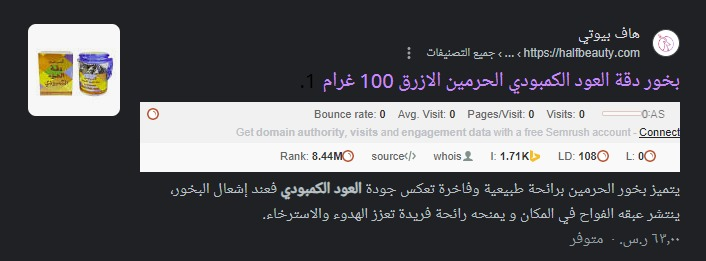 هاف بيوتي
https://halfbeauty.com › ... › جميع التصنيفات
بخور دقة العود الكمبودي الحرمين الازرق 100 غرام .1
Bounce rate: 0 Avg. Visit: 0 Pages/Visit: 0 Visits: 0 0:AS
Get domain authority, visits and engagement data with a free Semrush account - Connect
Rank: 8.44M source</> whois I: 1.71K LD: 108 L: 0
يتميز بخور الحرمين برائحة طبيعية وفاخرة تعكس جودة العود الكمبودي فعند إشعال البخور،
ينتشر عبقه الفواح في المكان و يمنحه رائحة فريدة تعزز الهدوء والاسترخاء.
٦٣٫٠٠ ر.س. · متوفر